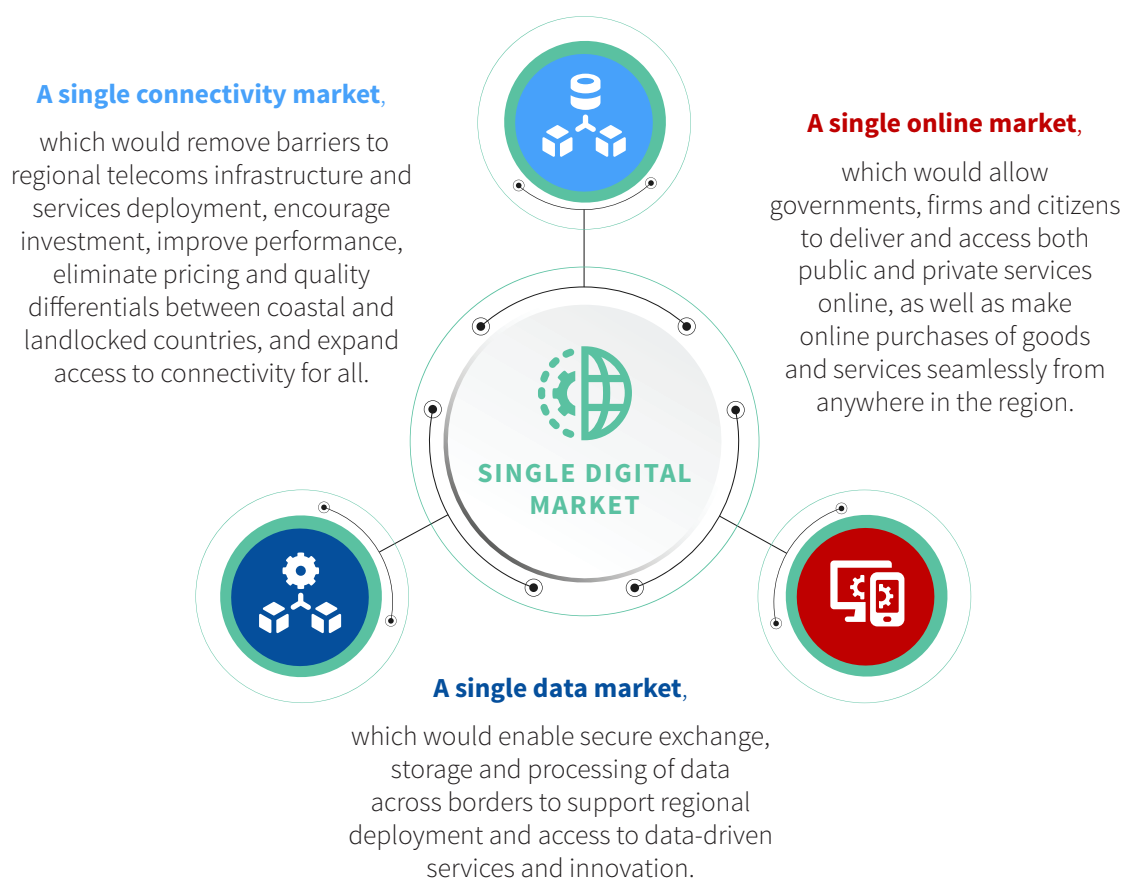 A single connectivity market,
which would remove barriers to
regional telecoms infrastructure and
services deployment, encourage
investment, improve performance,
eliminate pricing and quality
differentials between coastal and
landlocked countries, and expand
access to connectivity for all.
A single online market,
which would allow
governments, firms and citizens
to deliver and access both
public and private services
online, as well as make
online purchases of goods
and services seamlessly from
anywhere in the region.
SINGLE DIGITAL
MARKET
A single data market,
which would enable secure exchange,
storage and processing of data
across borders to support regional
deployment and access to data-driven
services and innovation.